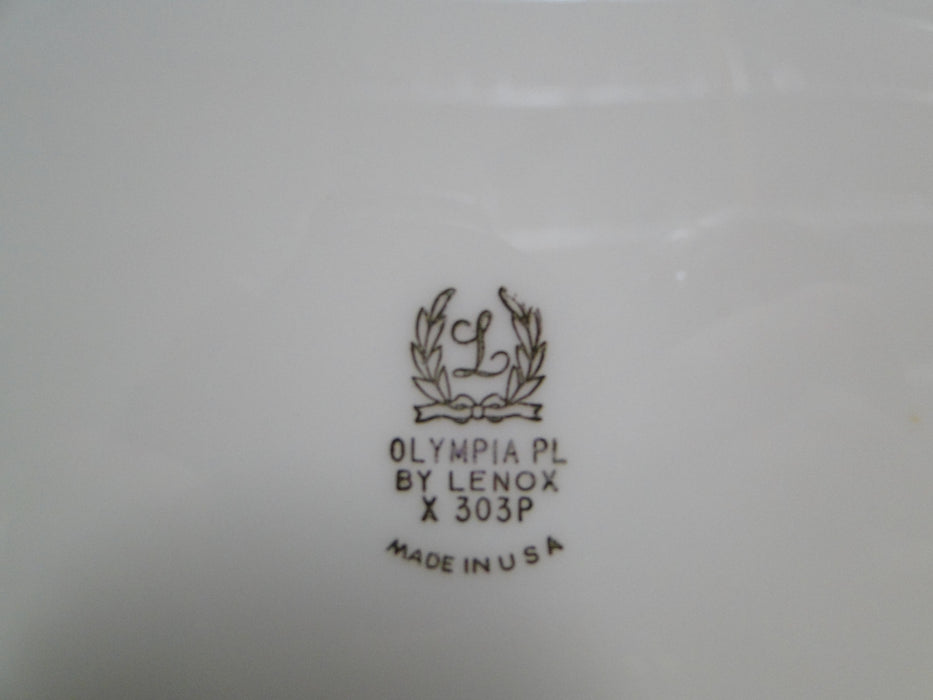 L
OLYMPIA PL
BY LENOX
X 303P
MADE IN USA